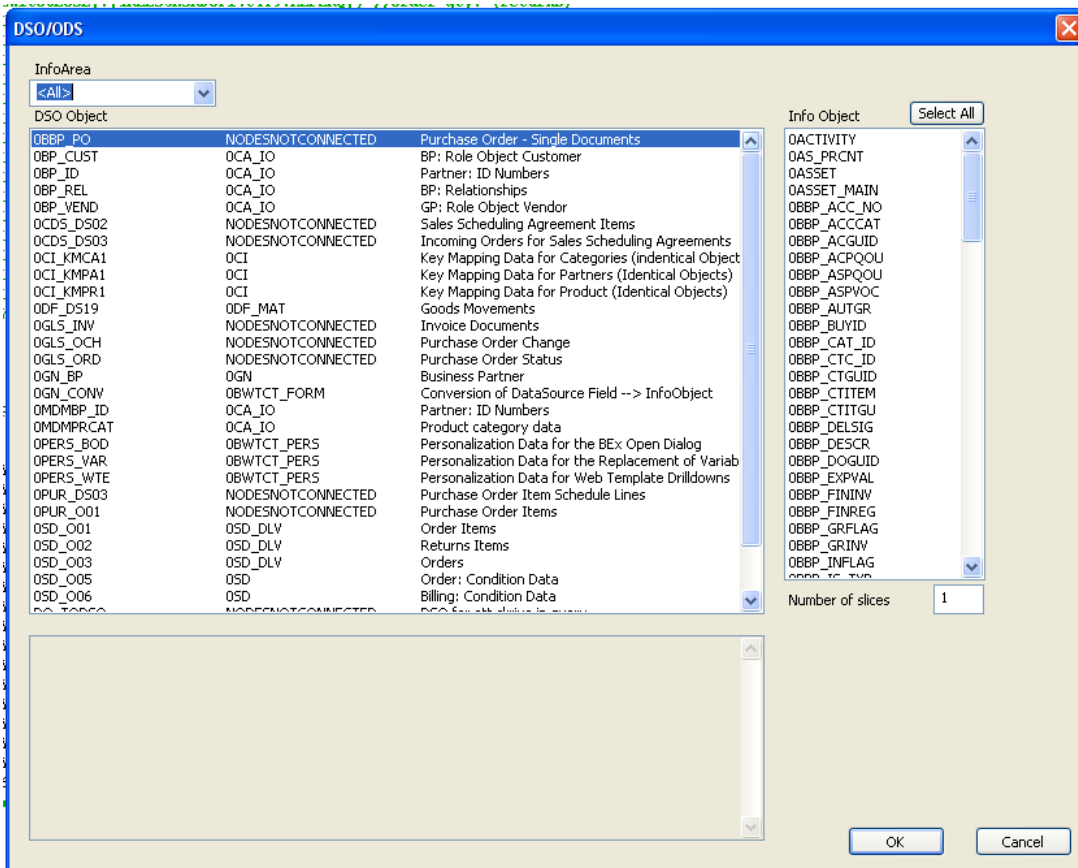 DSO/ODS
InfoArea
<All>
DSO Object
Info Object
Select All
0BBP_PO NODESNOTCONNECTED Purchase Order - Single Documents
0BP_CUST 0CA_IO BP: Role Object Customer
0BP_ID 0CA_IO Partner: ID Numbers
0BP_REL 0CA_IO BP: Relationships
0BP_VEND 0CA_IO GP: Role Object Vendor
0CDS_DS02 NODESNOTCONNECTED Sales Scheduling Agreement Items
0CDS_DS03 NODESNOTCONNECTED Incoming Orders for Sales Scheduling Agreements
0CI_KMCA1 0CI Key Mapping Data for Categories (indentical Object
0CI_KMPA1 0CI Key Mapping Data for Partners (Identical Objects)
0CI_KMPR1 0CI Key Mapping Data for Product (Identical Objects)
0DF_DS19 0DF_MAT Goods Movements
0GLS_INV NODESNOTCONNECTED Invoice Documents
0GLS_OCH NODESNOTCONNECTED Purchase Order Change
0GLS_ORD NODESNOTCONNECTED Purchase Order Status
0GN_BP 0GN Business Partner
0GN_CONV 0BWTCT_FORM Conversion of DataSource Field --> InfoObject
0MDMBP_ID 0CA_IO Partner: ID Numbers
0MDMPRCAT 0CA_IO Product category data
0PERS_BOD 0BWTCT_PERS Personalization Data for the BEx Open Dialog
0PERS_VAR 0BWTCT_PERS Personalization Data for the Replacement of Variab
0PERS_WTE 0BWTCT_PERS Personalization Data for Web Template Drilldowns
0PUR_DS03 NODESNOTCONNECTED Purchase Order Item Schedule Lines
0PUR_O01 NODESNOTCONNECTED Purchase Order Items
0SD_O01 0SD_DLV Order Items
0SD_O02 0SD_DLV Returns Items
0SD_O03 0SD_DLV Orders
0SD_O05 0SD Order: Condition Data
0SD_O06 0SD Billing: Condition Data
0ACTIVITY
0AS_PRCNT
0ASSET
0ASSET_MAIN
0BBP_ACC_NO
0BBP_ACCCAT
0BBP_ACGUID
0BBP_ACPQOU
0BBP_ASPQOU
0BBP_ASPVOC
0BBP_AUTGR
0BBP_BUYID
0BBP_CAT_ID
0BBP_CTC_ID
0BBP_CTGUID
0BBP_CTITEM
0BBP_CTITGU
0BBP_DELSIG
0BBP_DESCR
0BBP_DOGUID
0BBP_EXPVAL
0BBP_FININV
0BBP_FINREG
0BBP_GRFLAG
0BBP_GRINV
0BBP_INFLAG
Number of slices 1
OK
Cancel